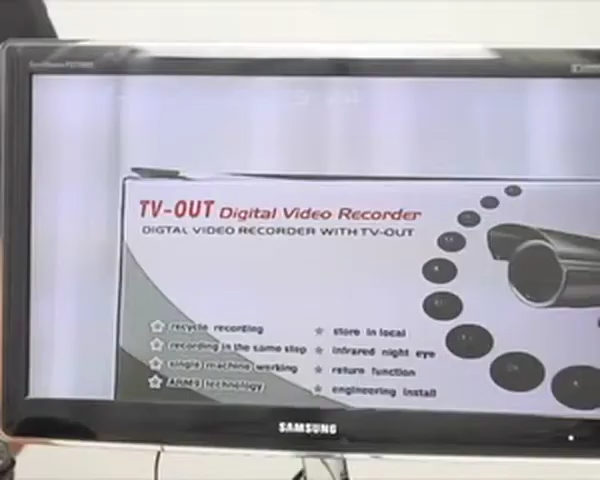 TV-OUT Digital Video Recorder
DIGTAL VIDEO RECORDER WITH TV-OUT
☆ recycle recording
☆ recording in the same step
☆ single machine working
☆ ARM9 technology
☆ store in local
☆ infrared night eye
☆ return function
☆ engineering install
SAMSUNG